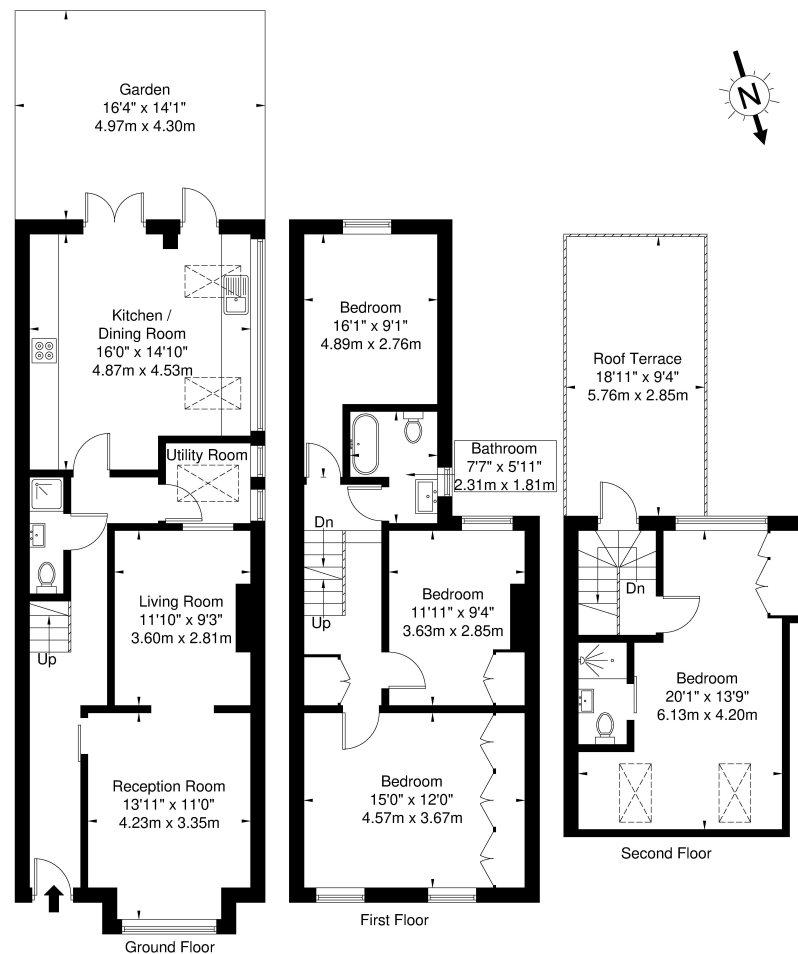 Garden
16'4" x 14'1"
4.97m x 4.30m
N
Kitchen /
Dining Room
16'0" x 14'10"
4.87m x 4.53m
Utility Room
Living Room
11'10" x 9'3"
3.60m x 2.81m
Up
Reception Room
13'11" x 11'0"
4.23m x 3.35m
Ground Floor
Bedroom
16'1" x 9'1"
4.89m x 2.76m
Bathroom
7'7" x 5'11"
2.31m x 1.81m
Dn
Up
Bedroom
11'11" x 9'4"
3.63m x 2.85m
Bedroom
15'0" x 12'0"
4.57m x 3.67m
First Floor
Roof Terrace
18'11" x 9'4"
5.76m x 2.85m
Dn
Bedroom
20'1" x 13'9"
6.13m x 4.20m
Second Floor